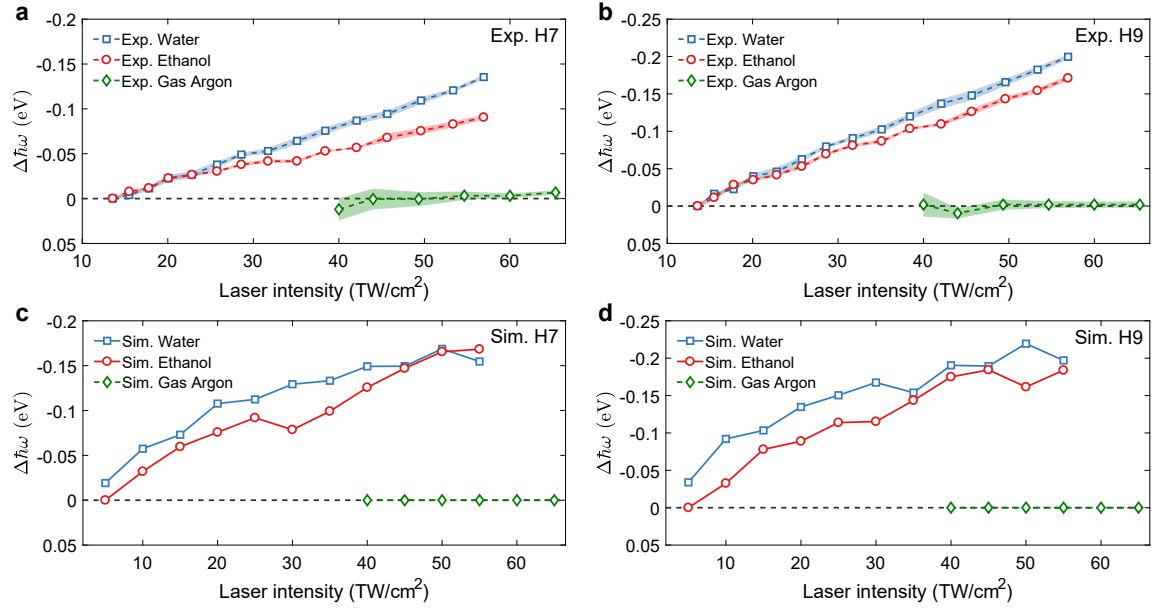 a
-0.2
-0.15
-0.1
-0.05
0
0.05
Δℏω (eV)
Exp. Water
Exp. Ethanol
Exp. Gas Argon
Exp. H7
10 20 30 40 50 60
Laser intensity (TW/cm²)
b
-0.25
-0.2
-0.15
-0.1
-0.05
0
0.05
Δℏω (eV)
Exp. Water
Exp. Ethanol
Exp. Gas Argon
Exp. H9
10 20 30 40 50 60
Laser intensity (TW/cm²)
c
-0.2
-0.15
-0.1
-0.05
0
0.05
Δℏω (eV)
Sim. Water
Sim. Ethanol
Sim. Gas Argon
Sim. H7
10 20 30 40 50 60
Laser intensity (TW/cm²)
d
-0.25
-0.2
-0.15
-0.1
-0.05
0
0.05
Δℏω (eV)
Sim. Water
Sim. Ethanol
Sim. Gas Argon
Sim. H9
10 20 30 40 50 60
Laser intensity (TW/cm²)